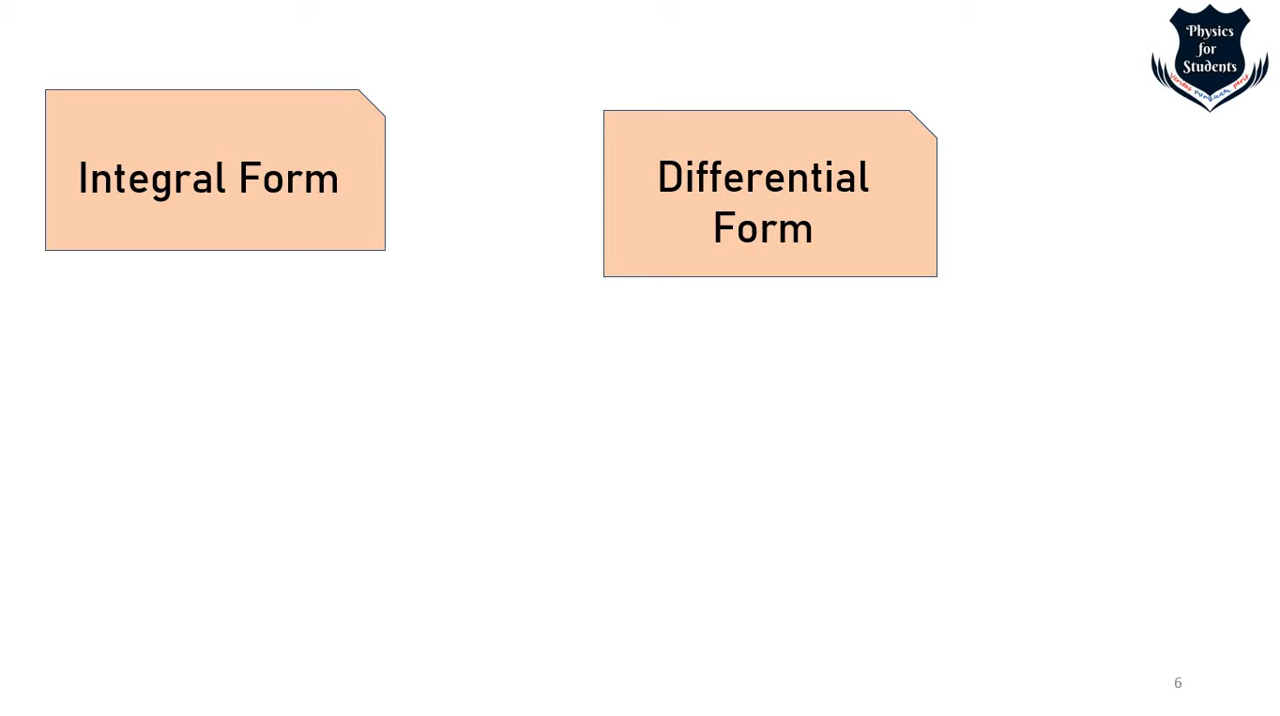 Physics
for
Students
Integral Form
Differential
Form
6